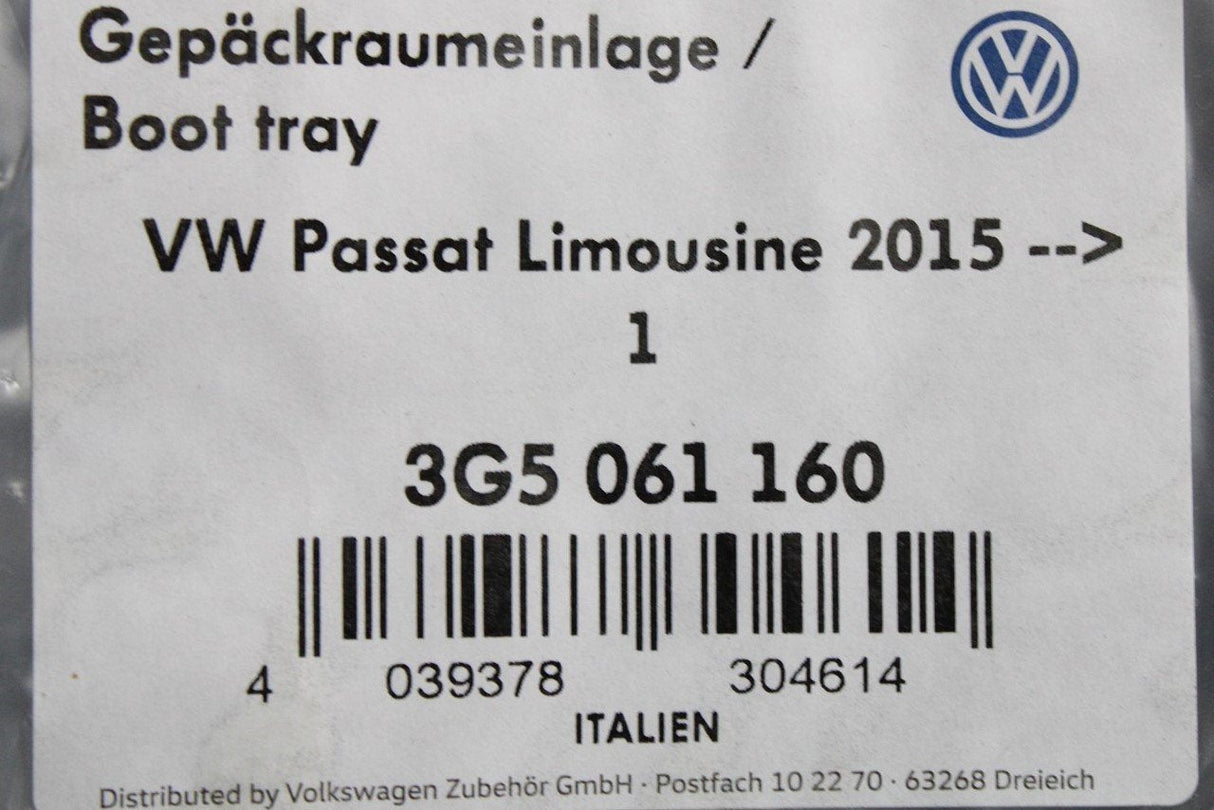 Gepäckraumeinlage /
Boot tray
VW
VW Passat Limousine 2015 -->
1
3G5 061 160
4 039378 304614
ITALIEN
Distributed by Volkswagen Zubehör GmbH · Postfach 10 22 70 · 63268 Dreieich